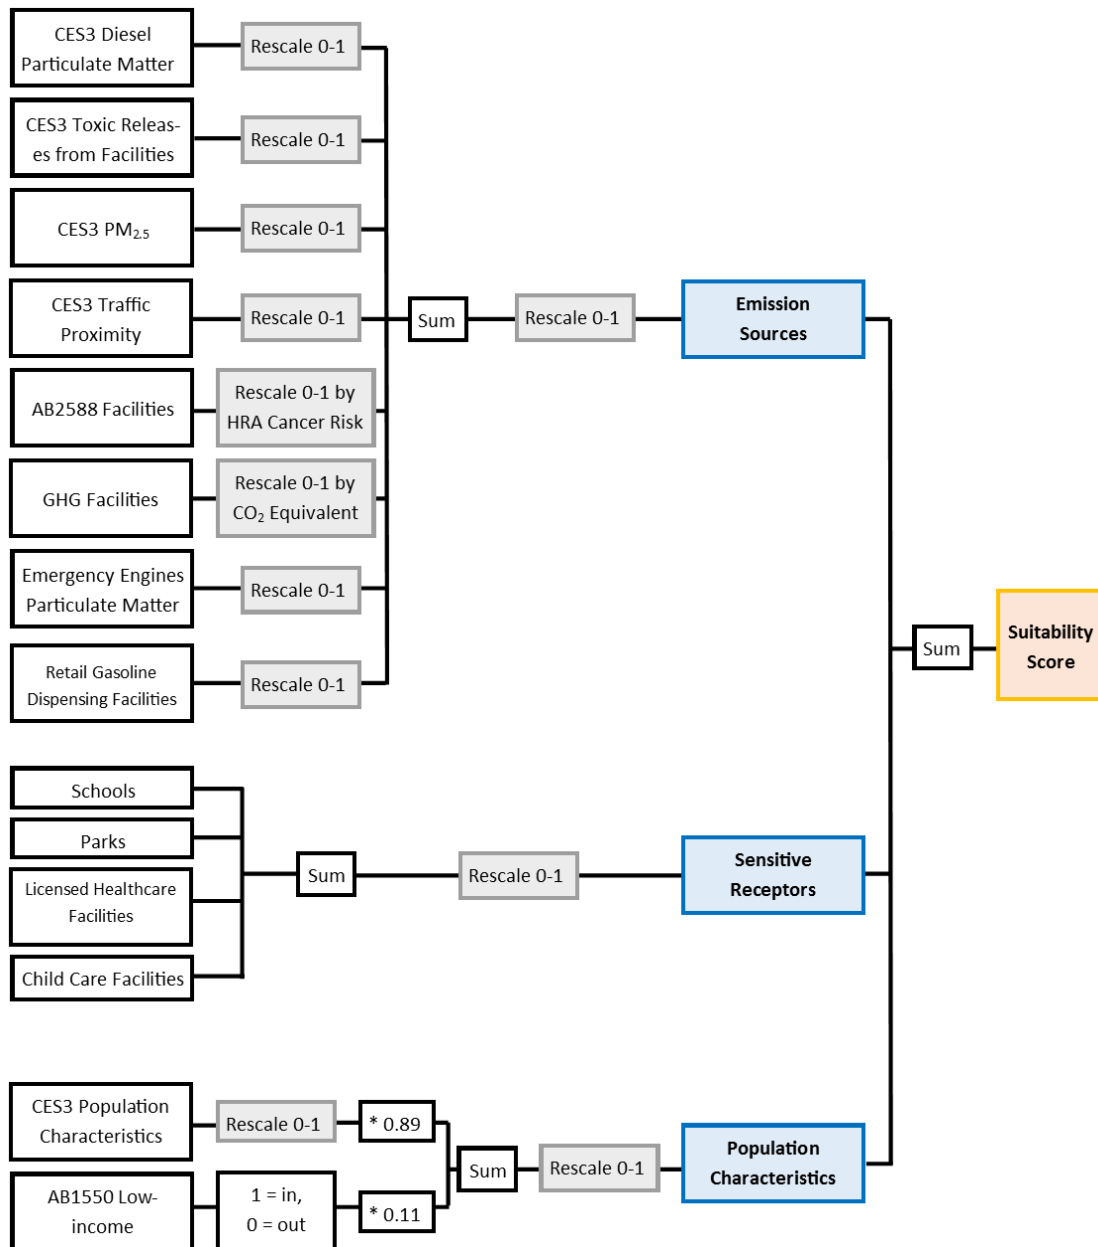 CES3 Diesel
Particulate Matter
Rescale 0-1
CES3 Toxic Releas-
es from Facilities
Rescale 0-1
CES3 PM₂.₅
Rescale 0-1
CES3 Traffic
Proximity
Rescale 0-1
Sum
Rescale 0-1
Emission
Sources
AB2588 Facilities
Rescale 0-1 by
HRA Cancer Risk
GHG Facilities
Rescale 0-1 by
CO₂ Equivalent
Emergency Engines
Particulate Matter
Rescale 0-1
Retail Gasoline
Dispensing Facilities
Rescale 0-1
Sum
Suitability
Score
Schools
Parks
Licensed Healthcare
Facilities
Child Care Facilities
Sum
Rescale 0-1
Sensitive
Receptors
CES3 Population
Characteristics
Rescale 0-1
* 0.89
AB1550 Low-
income
1 = in,
0 = out
* 0.11
Sum
Rescale 0-1
Population
Characteristics